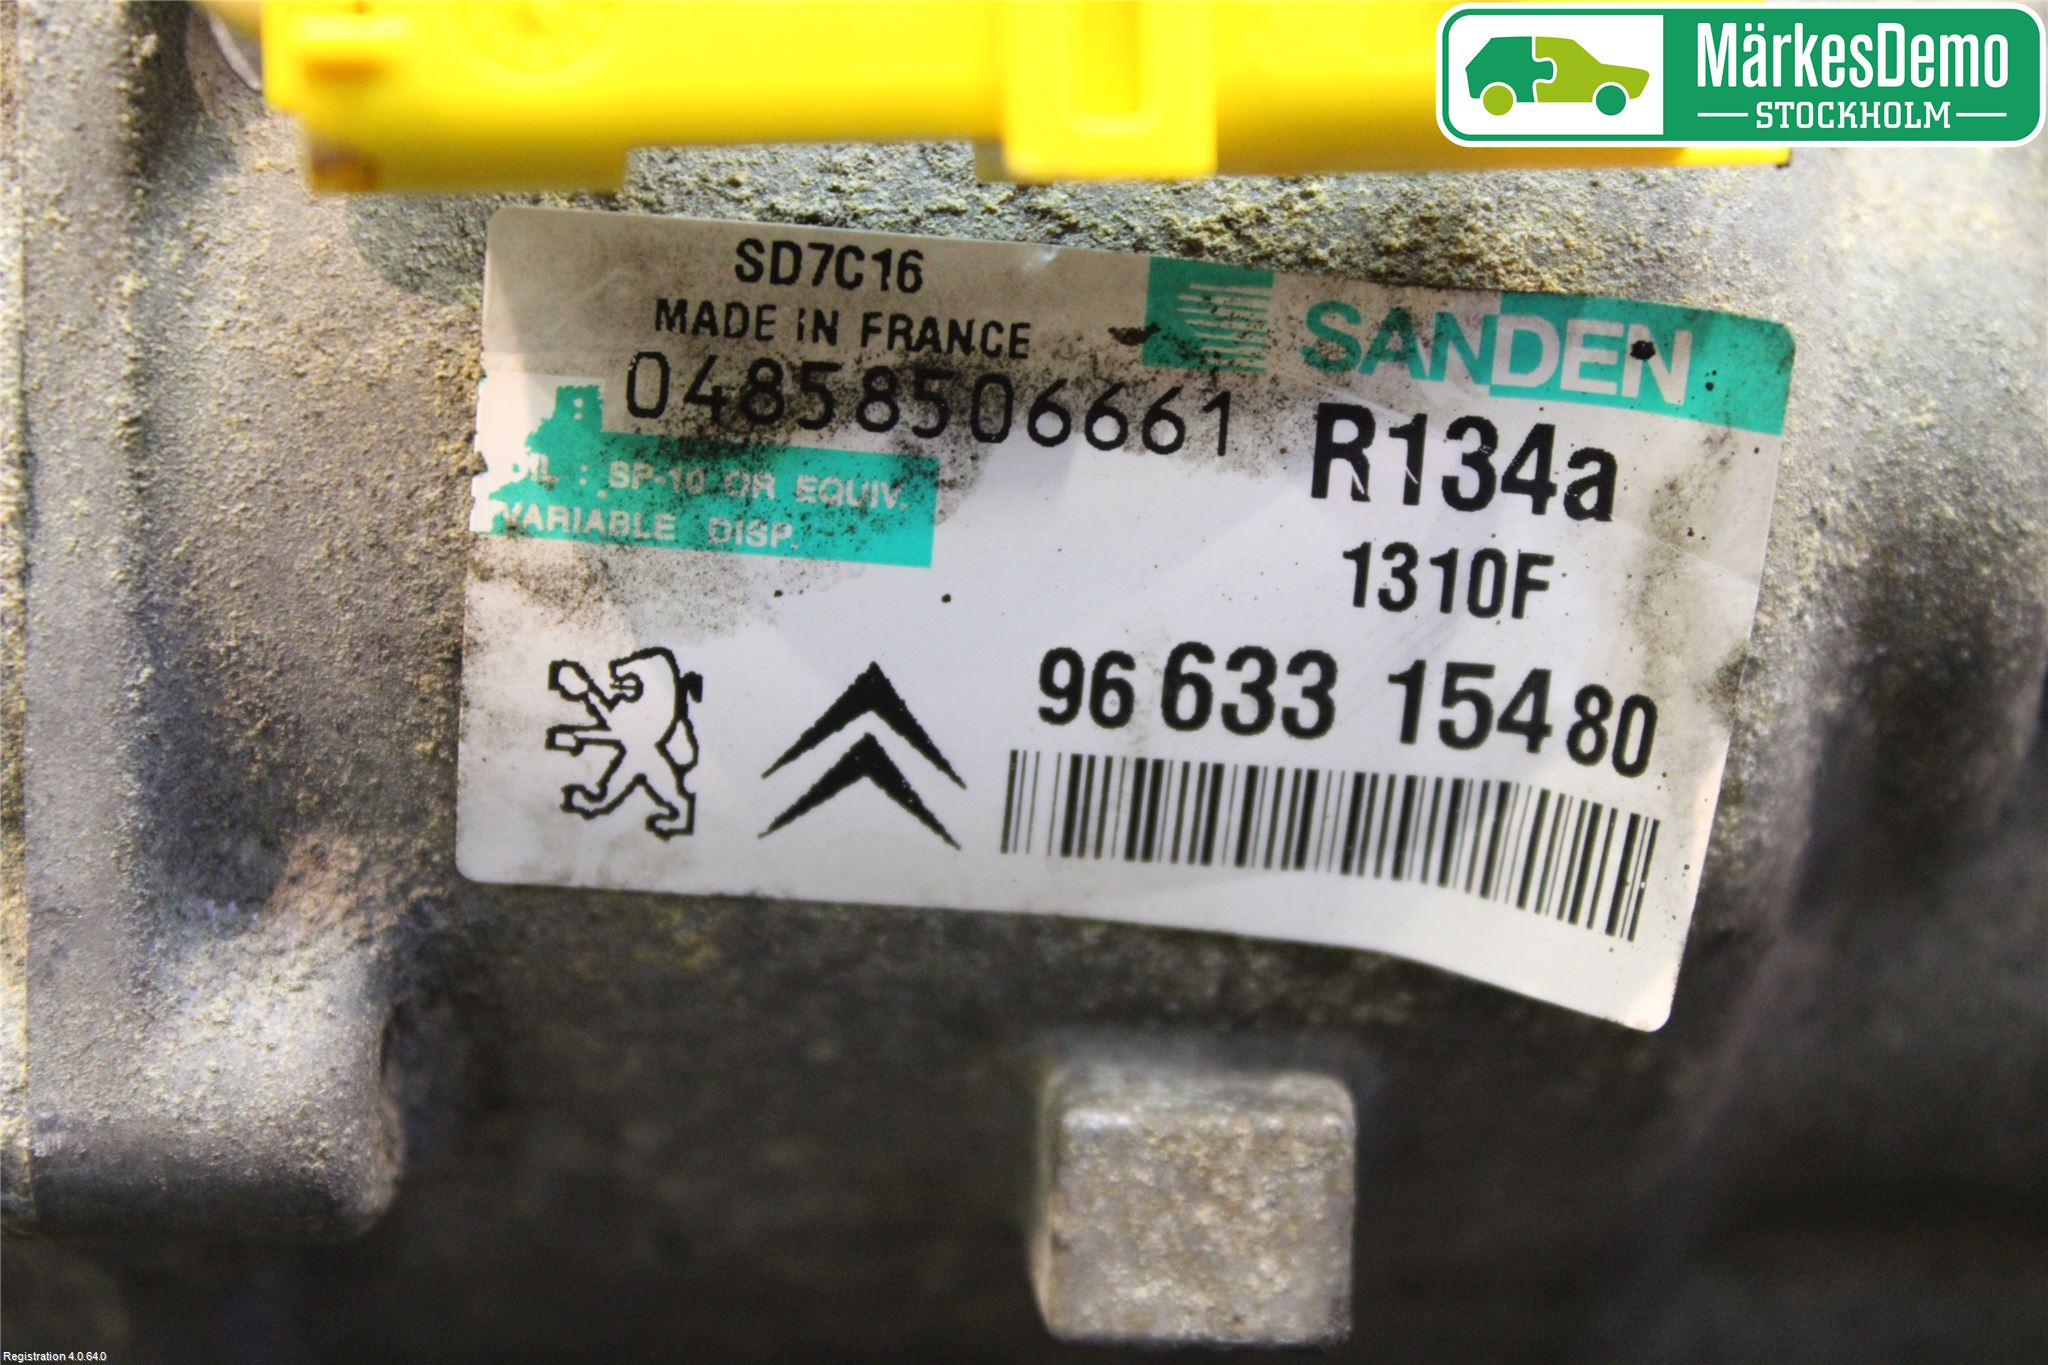 MärkesDemo
STOCKHOLM
SD7C16
MADE IN FRANCE
SANDEN
04858506661
R134a
OIL : SP-10 OR EQUIV.
VARIABLE DISP.
1310F
96 633 154 80
Registration 4.0.64.0